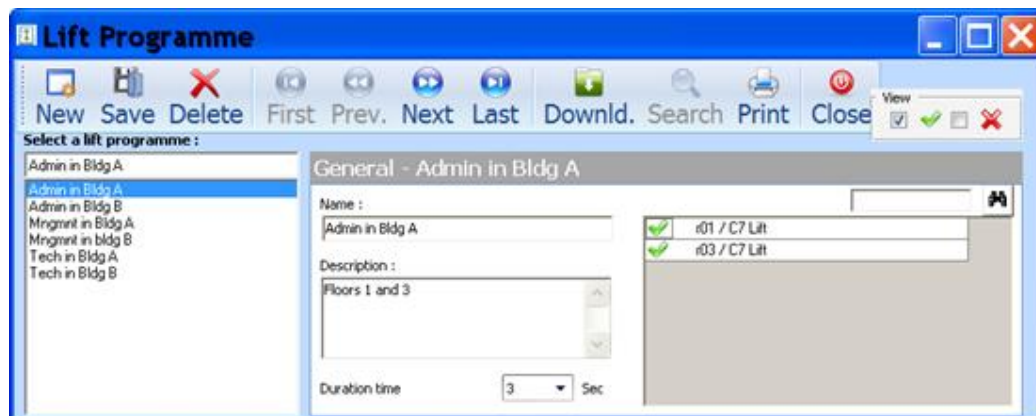 Lift Programme
New Save Delete First Prev. Next Last Downld. Search Print Close
View
Select a lift programme :
Admin in Bldg A
Admin in Bldg A
Admin in Bldg B
Mngmnt in Bldg A
Mngmnt in bldg B
Tech in Bldg A
Tech in Bldg B
General - Admin in Bldg A
Name :
Admin in Bldg A
Description :
Floors 1 and 3
Duration time 3 Sec
r01 / C7 Lift
r03 / C7 Lift